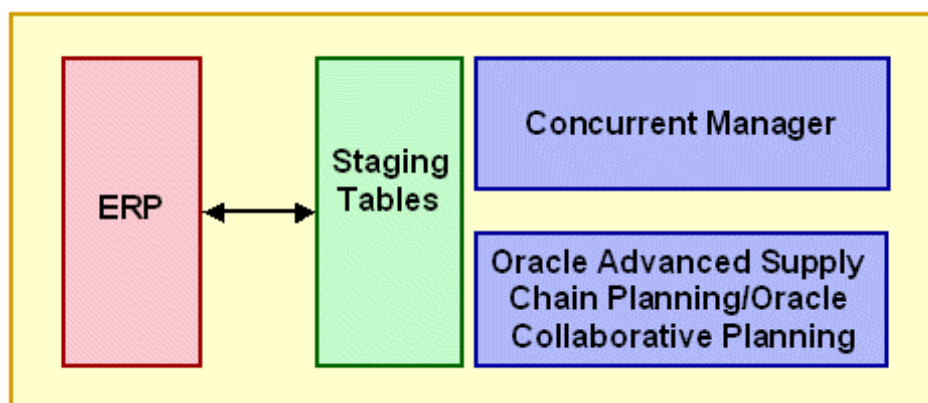 ERP
Staging
Tables
Concurrent Manager
Oracle Advanced Supply
Chain Planning/Oracle
Collaborative Planning